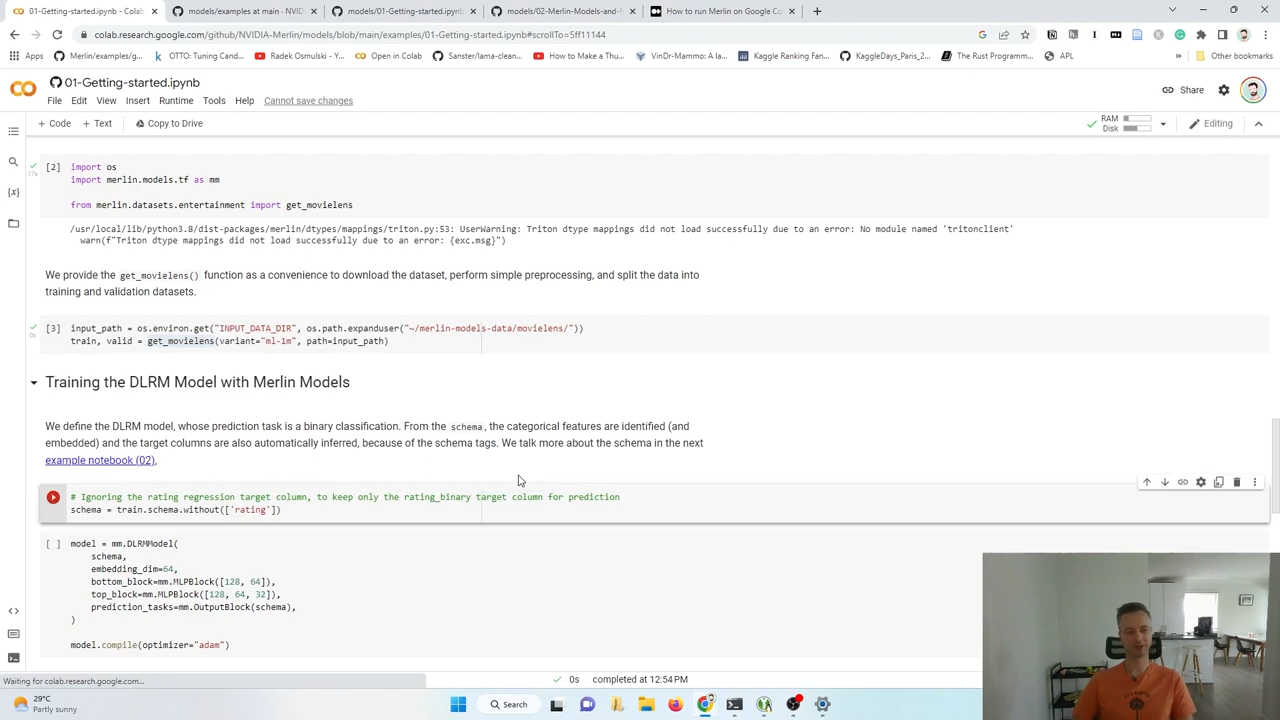 01-Getting-started.ipynb - Colab
models/examples at main · NVIDI
models/01-Getting-started.ipynb
models/02-Merlin-Models-and-N
How to run Merlin on Google Co
colab.research.google.com/github/NVIDIA-Merlin/models/blob/main/examples/01-Getting-started.ipynb#scrollTo=5ff11144
Merlin/examples/g...
OTTO: Tuning Cand...
Radek Osmulski - Y...
Open in Colab
Sanster/lama-clean...
How to Make a Thu...
VinDr-Mammo: A la...
Kaggle Ranking Fan...
KaggleDays_Paris_2...
The Rust Programm...
APL
»
Other bookmarks
01-Getting-started.ipynb
Share
File Edit View Insert Runtime Tools Help Cannot save changes
+ Code + Text Copy to Drive
RAM
Disk
Editing
[2] import os
17s
import merlin.models.tf as mm
from merlin.datasets.entertainment import get_movielens
/usr/local/lib/python3.8/dist-packages/merlin/dtypes/mappings/triton.py:53: UserWarning: Triton dtype mappings did not load successfully due to an error: No module named 'tritonclient'
warn(f"Triton dtype mappings did not load successfully due to an error: {exc.msg}")
We provide the get_movielens() function as a convenience to download the dataset, perform simple preprocessing, and split the data into
training and validation datasets.
[3] input_path = os.environ.get("INPUT_DATA_DIR", os.path.expanduser("~/merlin-models-data/movielens/"))
0s
train, valid = get_movielens(variant="ml-1m", path=input_path)
Training the DLRM Model with Merlin Models
We define the DLRM model, whose prediction task is a binary classification. From the schema, the categorical features are identified (and
embedded) and the target columns are also automatically inferred, because of the schema tags. We talk more about the schema in the next
example notebook (02),
# Ignoring the rating regression target column, to keep only the rating_binary target column for prediction
schema = train.schema.without(['rating'])
[ ] model = mm.DLRMModel(
schema,
embedding_dim=64,
bottom_block=mm.MLPBlock([128, 64]),
top_block=mm.MLPBlock([128, 64, 32]),
prediction_tasks=mm.OutputBlock(schema),
)
model.compile(optimizer="adam")
Waiting for colab.research.google.com...
0s completed at 12:54 PM
29°C
Partly sunny
Search